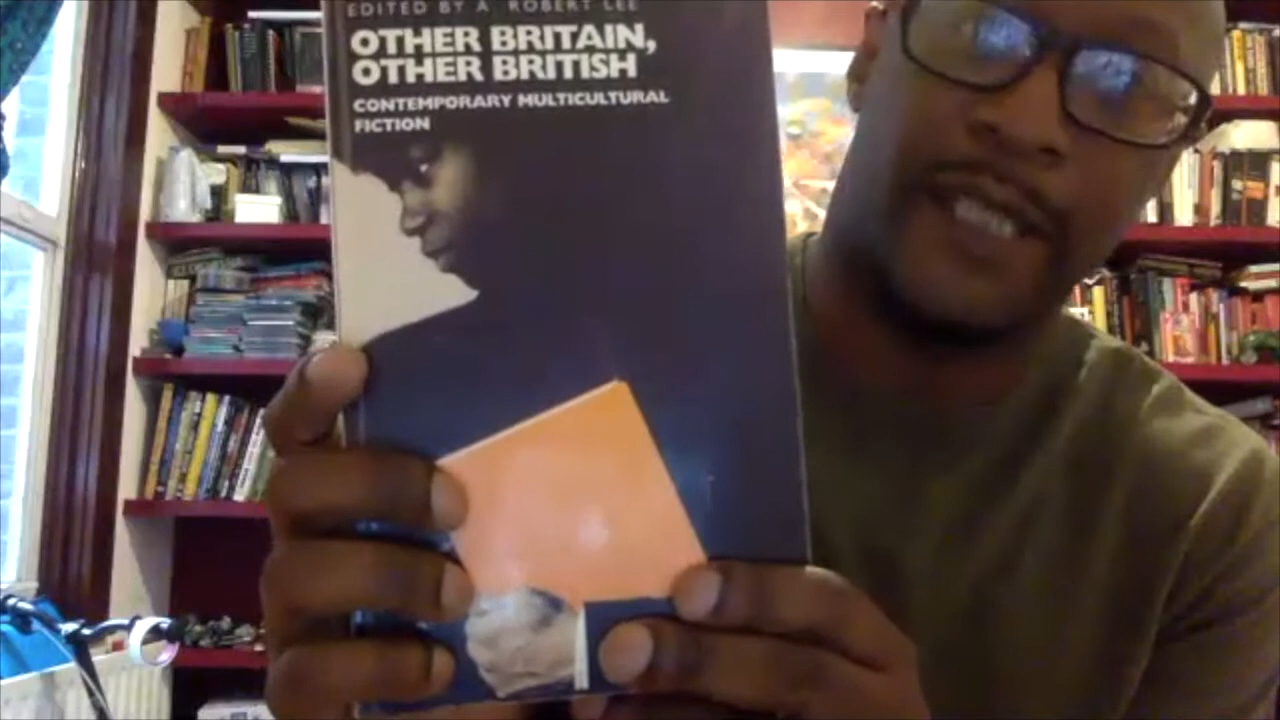 EDITED BY A. ROBERT LEE
OTHER BRITAIN,
OTHER BRITISH
CONTEMPORARY MULTICULTURAL
FICTION